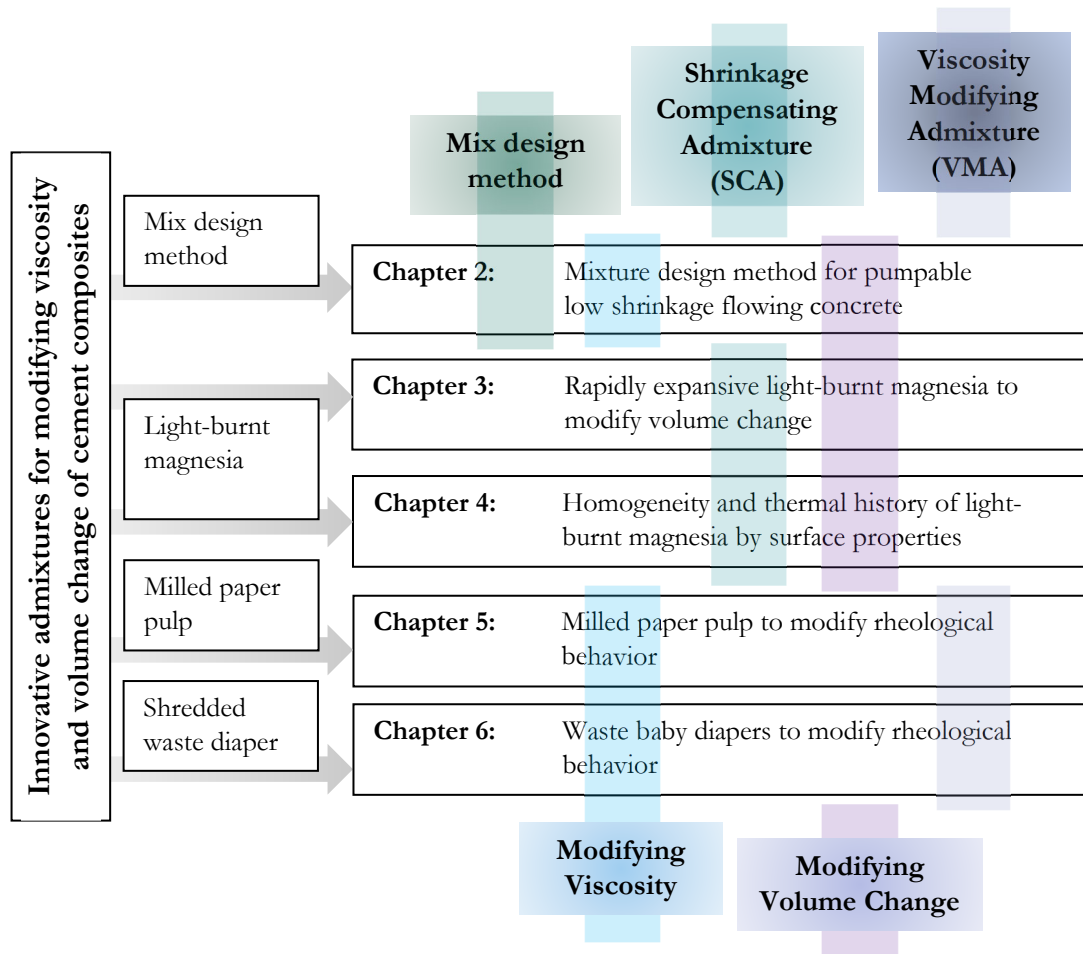 Innovative admixtures for modifying viscosity
and volume change of cement composites
Mix design
method
Shrinkage
Compensating
Admixture
(SCA)
Viscosity
Modifying
Admixture
(VMA)
Mix design
method
Chapter 2: Mixture design method for pumpable
low shrinkage flowing concrete
Light-burnt
magnesia
Chapter 3: Rapidly expansive light-burnt magnesia to
modify volume change
Chapter 4: Homogeneity and thermal history of light-
burnt magnesia by surface properties
Milled paper
pulp
Chapter 5: Milled paper pulp to modify rheological
behavior
Shredded
waste diaper
Chapter 6: Waste baby diapers to modify rheological
behavior
Modifying
Viscosity
Modifying
Volume Change